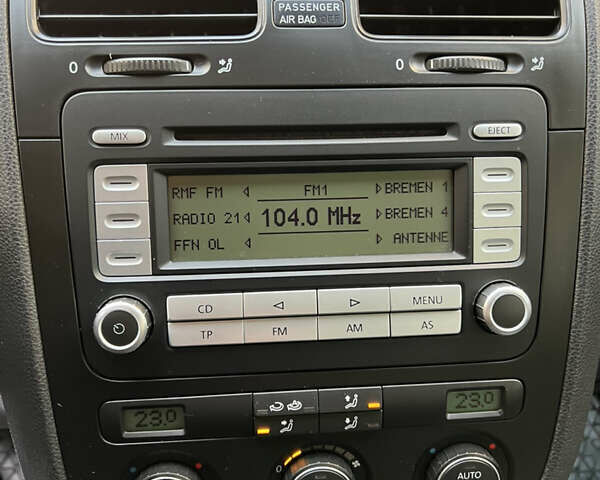 PASSENGER
AIR BAG OFF
0
0
MIX
EJECT
RMF FM FM1 BREMEN 1
RADIO 21 104.0 MHz BREMEN 4
FFN OL ANTENNE
CD MENU
TP FM AM AS
23.0 23.0
0
AUTO